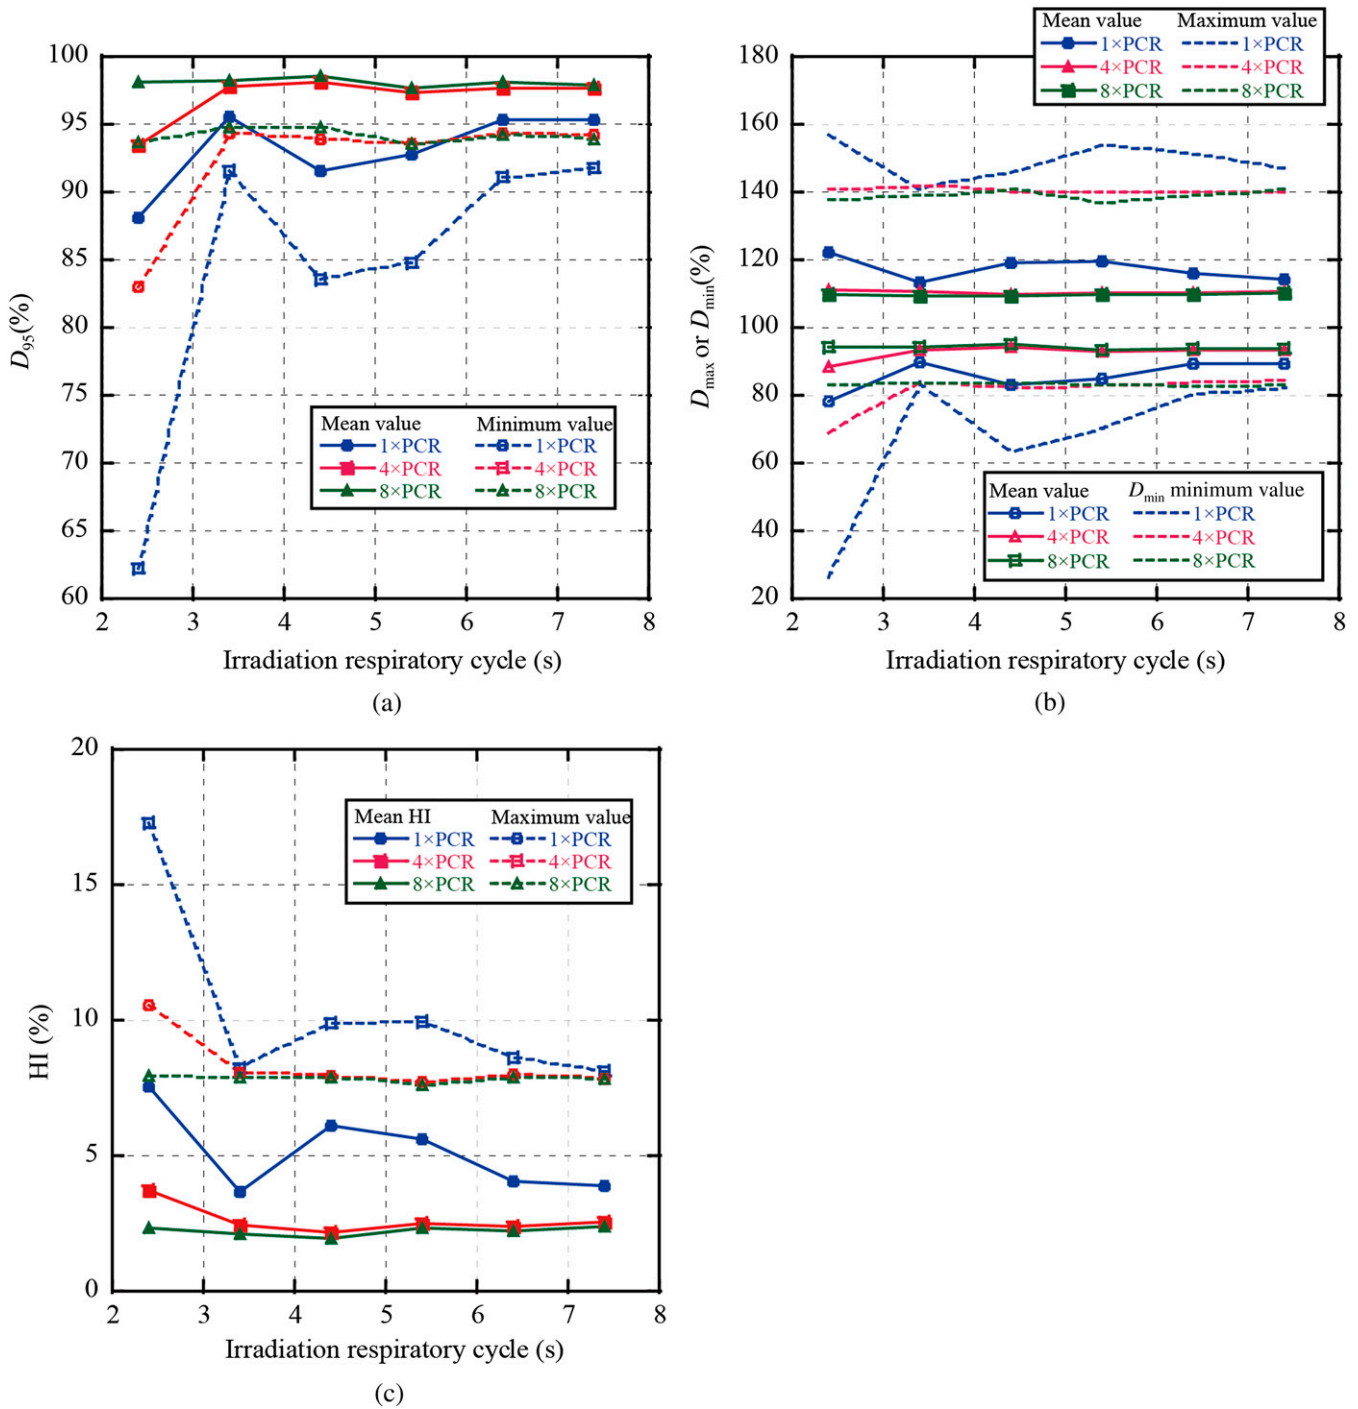 100
95
90
85
80
75
70
65
60
D95(%)
Mean value Minimum value
1×PCR 1×PCR
4×PCR 4×PCR
8×PCR 8×PCR
2 3 4 5 6 7 8
Irradiation respiratory cycle (s)
(a)
Mean value Maximum value
1×PCR 1×PCR
4×PCR 4×PCR
8×PCR 8×PCR
180
160
140
120
100
80
60
40
20
Dmax or Dmin(%)
Mean value Dmin minimum value
1×PCR 1×PCR
4×PCR 4×PCR
8×PCR 8×PCR
2 3 4 5 6 7 8
Irradiation respiratory cycle (s)
(b)
20
15
10
5
0
HI (%)
Mean HI Maximum value
1×PCR 1×PCR
4×PCR 4×PCR
8×PCR 8×PCR
2 3 4 5 6 7 8
Irradiation respiratory cycle (s)
(c)